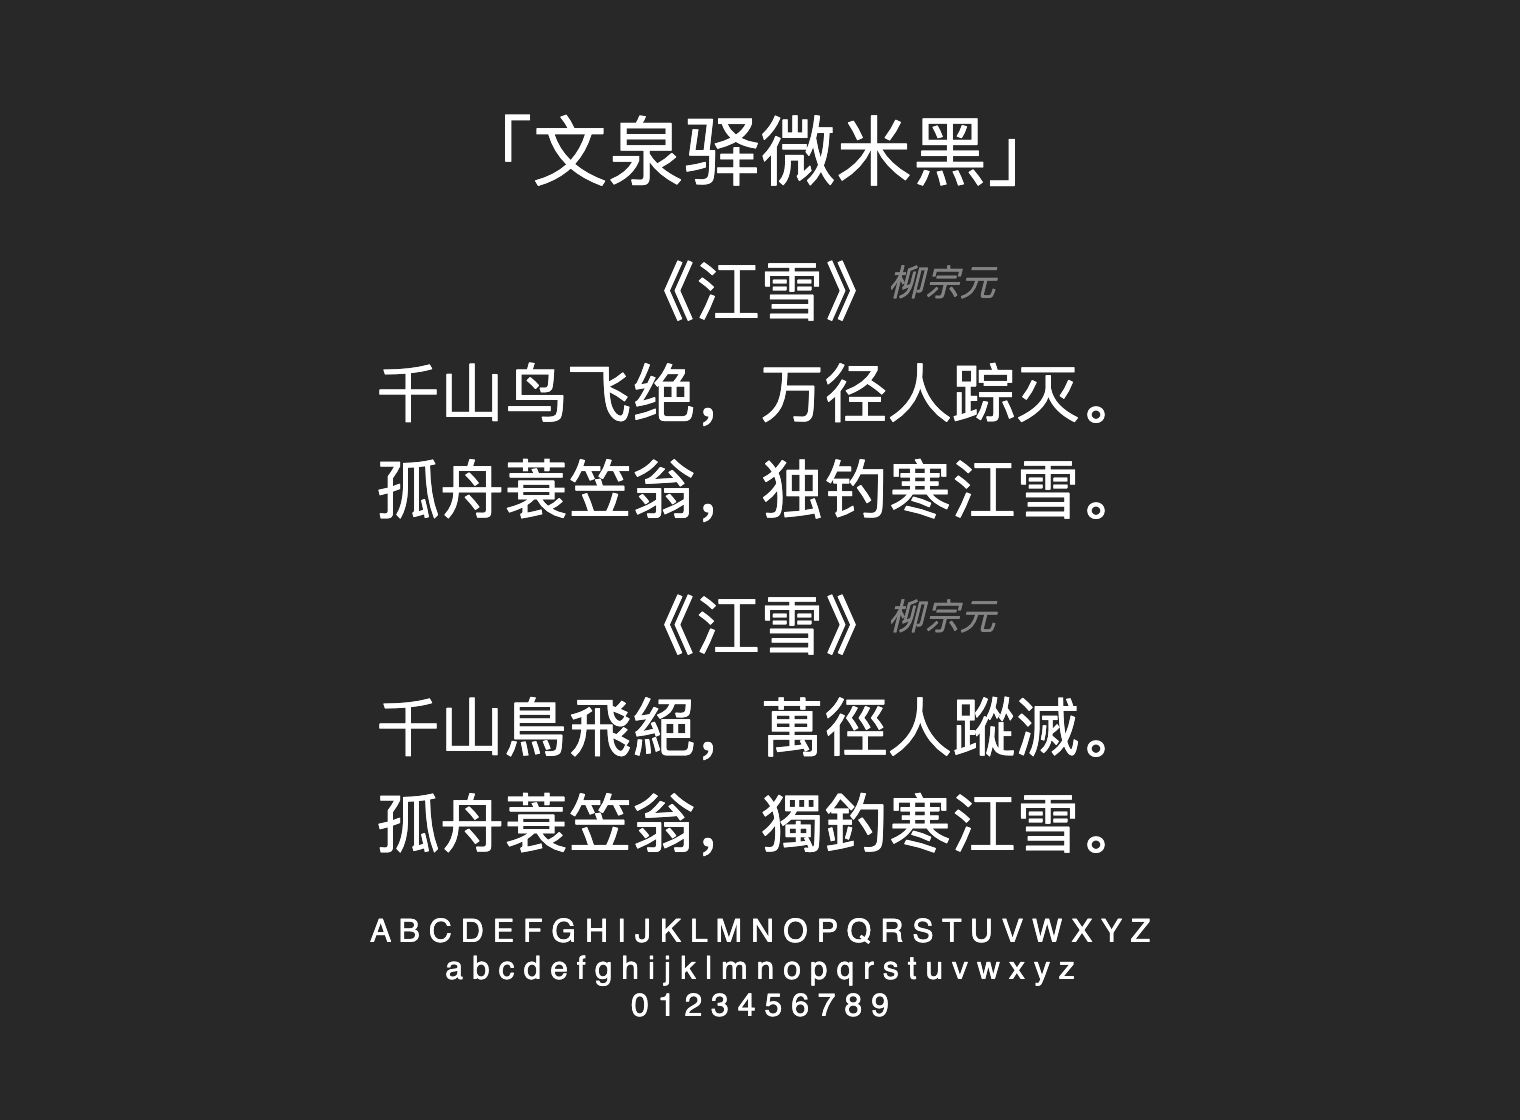 「文泉驿微米黑」
《江雪》柳宗元
千山鸟飞绝，万径人踪灭。
孤舟蓑笠翁，独钓寒江雪。
《江雪》柳宗元
千山鳥飛絕，萬徑人蹤滅。
孤舟蓑笠翁，獨釣寒江雪。
A B C D E F G H I J K L M N O P Q R S T U V W X Y Z
a b c d e f g h i j k l m n o p q r s t u v w x y z
0 1 2 3 4 5 6 7 8 9